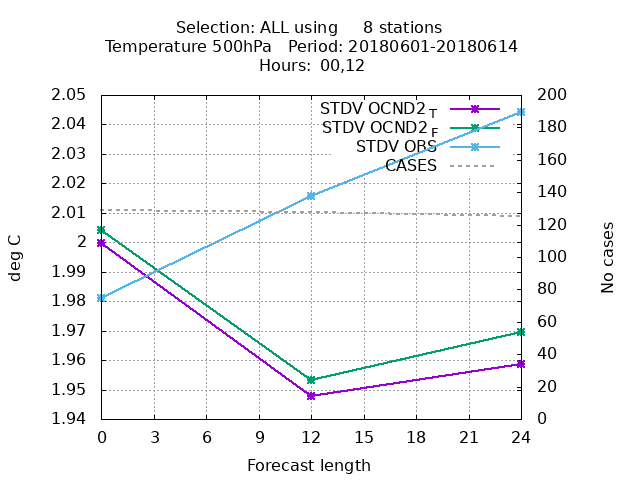 Selection: ALL using     8 stations
Temperature 500hPa   Period: 20180601-20180614
Hours:  00,12
2.05
2.04
2.03
2.02
2.01
2
1.99
1.98
1.97
1.96
1.95
1.94
deg C
STDV OCND2 T
STDV OCND2 F
STDV OBS
CASES
200
180
160
140
120
100
80
60
40
20
0
No cases
0 3 6 9 12 15 18 21 24
Forecast length